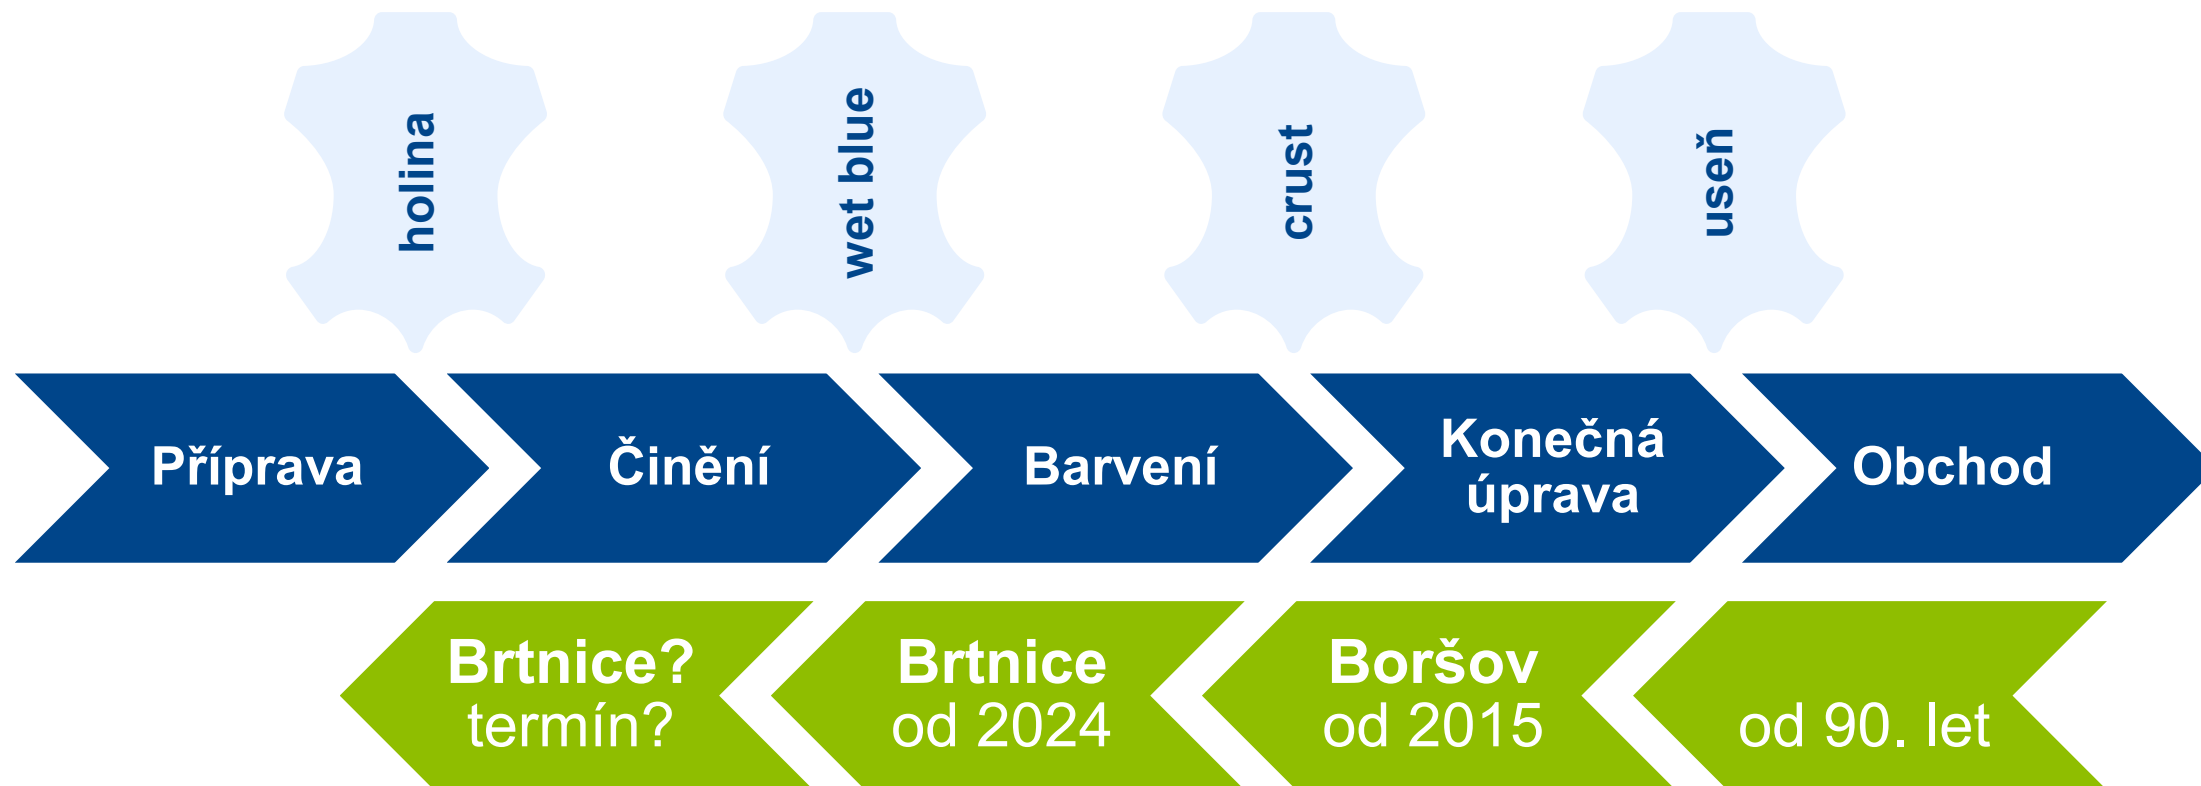 holina
wet blue
crust
useň
Příprava
Činění
Barvení
Konečná
úprava
Obchod
Brtnice?
termín?
Brtnice
od 2024
Boršov
od 2015
od 90. let